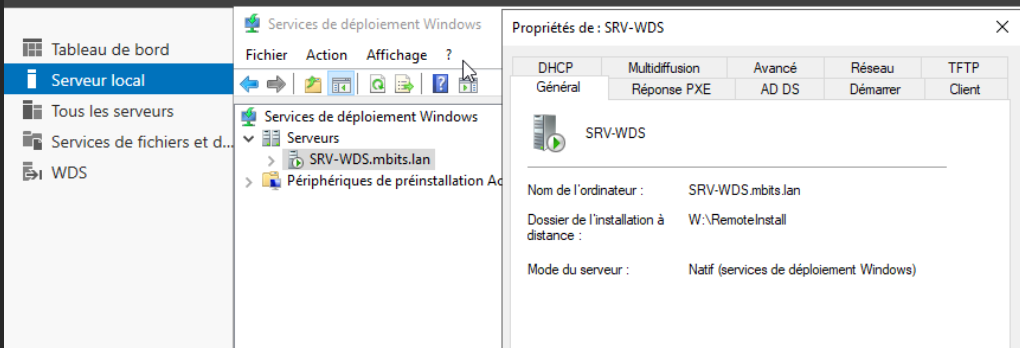 Tableau de bord
Serveur local
Tous les serveurs
Services de fichiers et d...
WDS
Services de déploiement Windows
Fichier Action Affichage ?
?
Services de déploiement Windows
Serveurs
SRV-WDS.mbits.lan
Périphériques de préinstallation Ac
Propriétés de : SRV-WDS
DHCP Multidiffusion Avancé Réseau TFTP
Général Réponse PXE AD DS Démarrer Client
SRV-WDS
Nom de l'ordinateur : SRV-WDS.mbits.lan
Dossier de l'installation à W:\RemoteInstall
distance :
Mode du serveur : Natif (services de déploiement Windows)